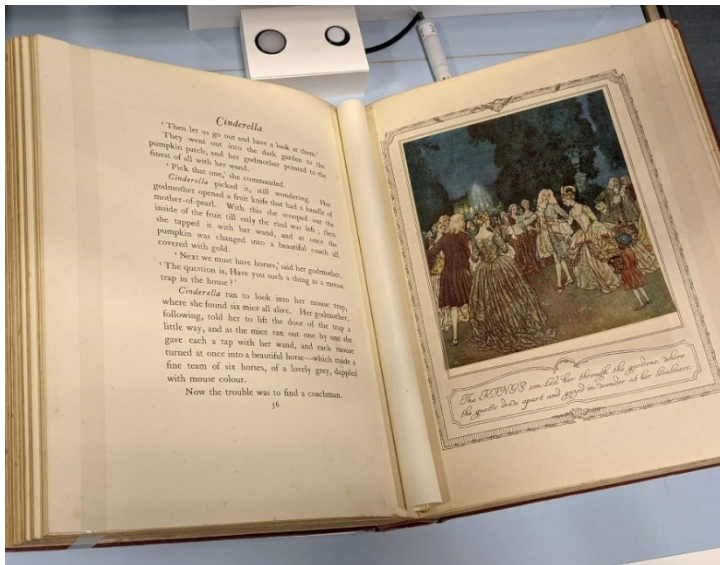 Cinderella
‘Then let us go out and have a look at them.’
They went out into the dark garden to the
pumpkin patch, and her godmother pointed to the
finest of all with her wand.
‘Pick that one,’ she commanded.
Cinderella picked it, still wondering. Her
godmother opened a fruit knife that had a handle of
mother-of-pearl. With this she scooped out the
inside of the fruit till only the rind was left; then
she tapped it with her wand, and at once the
pumpkin was changed into a beautiful coach all
covered with gold.
‘Next we must have horses,’ said her godmother.
‘The question is, Have you such a thing as a mouse
trap in the house?’
Cinderella ran to look into her mouse trap,
where she found six mice all alive. Her godmother,
following, told her to lift the door of the trap a
little way, and as the mice ran out one by one she
gave each a tap with her wand, and each mouse
turned at once into a beautiful horse—which made a
fine team of six horses, of a lovely grey, dappled
with mouse colour.
Now the trouble was to find a coachman.
56
The KING'S son led her through the gardens, where
the guests drew apart and gazed in wonder at her loveliness.